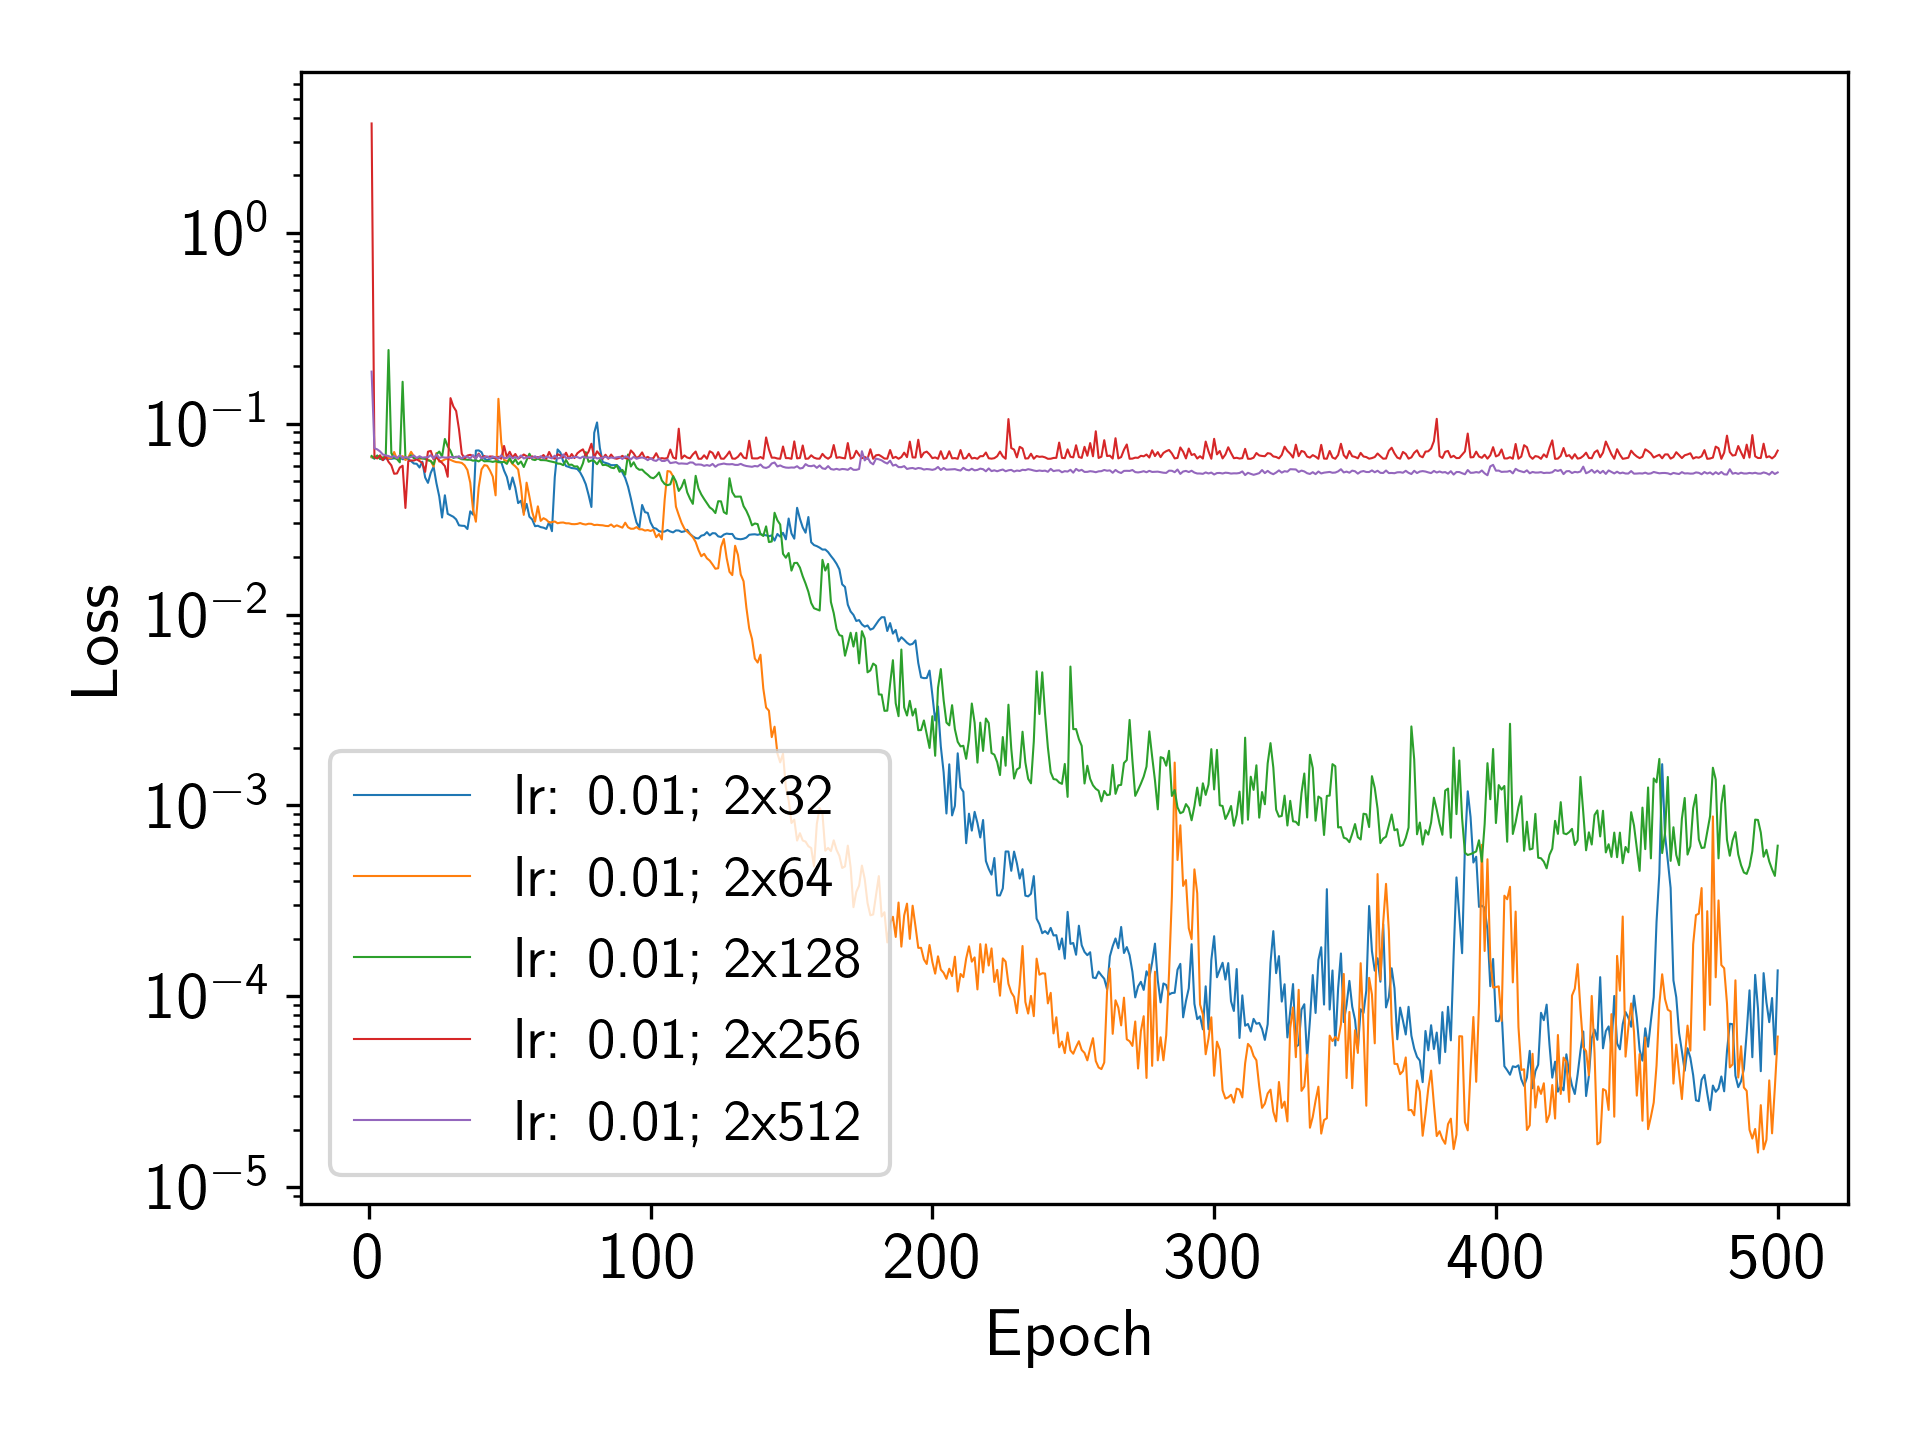 10⁰
10⁻¹
10⁻²
10⁻³
10⁻⁴
10⁻⁵
Loss
lr: 0.01; 2x32
lr: 0.01; 2x64
lr: 0.01; 2x128
lr: 0.01; 2x256
lr: 0.01; 2x512
0 100 200 300 400 500
Epoch